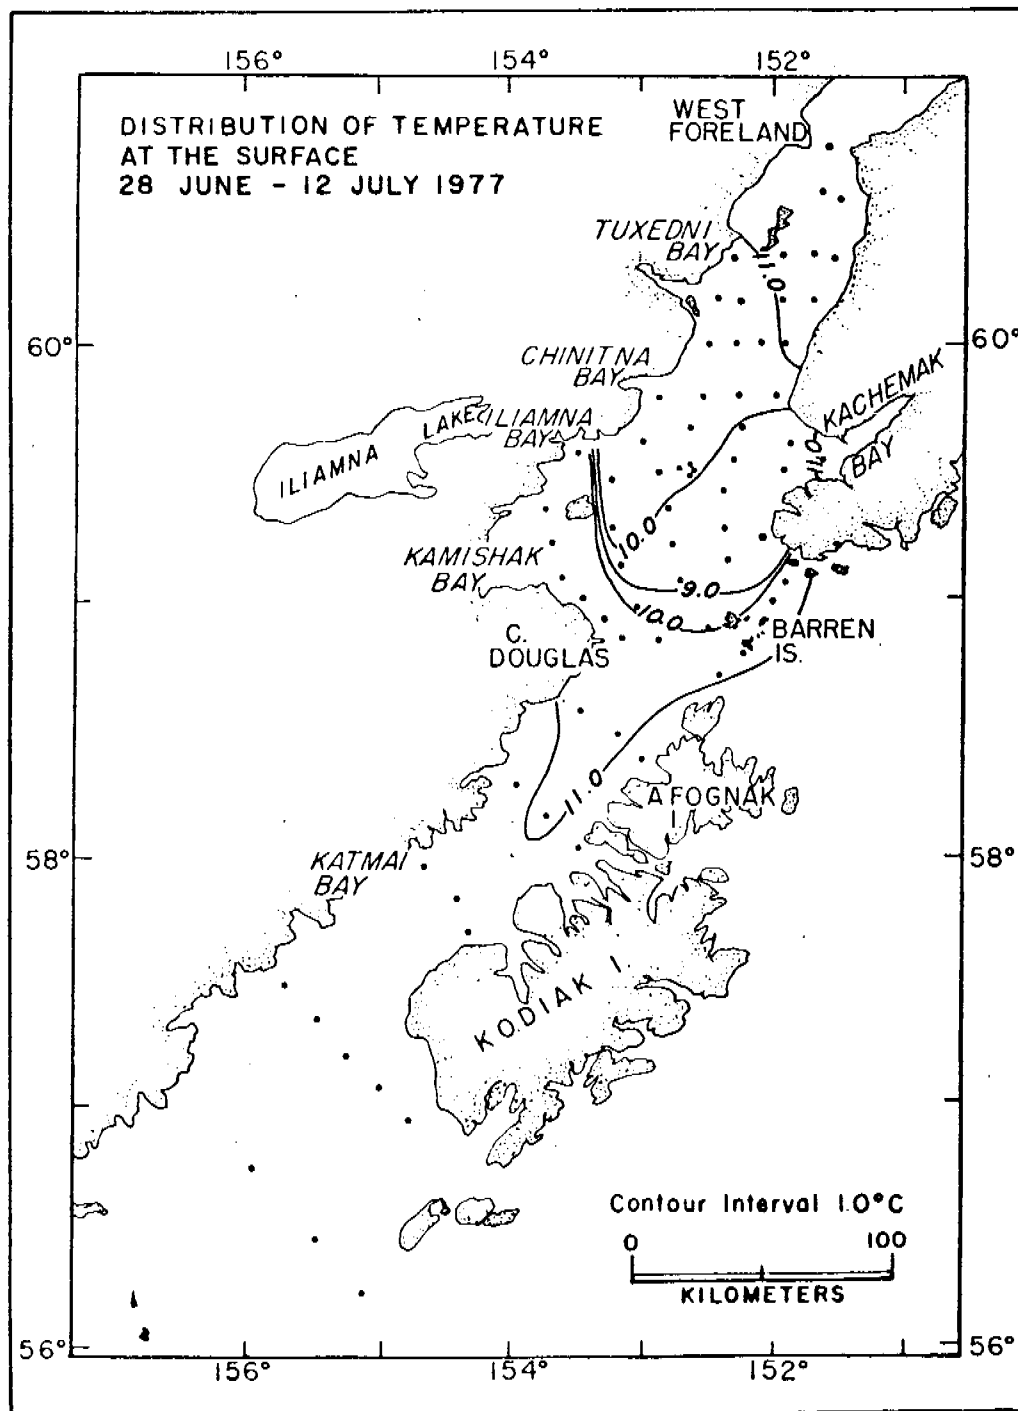 156° 154° 152°
DISTRIBUTION OF TEMPERATURE
AT THE SURFACE
28 JUNE - 12 JULY 1977
WEST
FORELAND
TUXEDNI
BAY
11.0
60° 60°
CHINITNA
BAY
KACHEMAK
BAY
LAKE
ILIAMNA
ILIAMNA
BAY
11.0
10.0
KAMISHAK
BAY
9.0
10.0
C.
DOUGLAS
BARREN
IS.
11.0
AFOGNAK
I.
58° 58°
KATMAI
BAY
KODIAK I
Contour Interval 1.0°C
0 100
KILOMETERS
56° 56°
156° 154° 152°